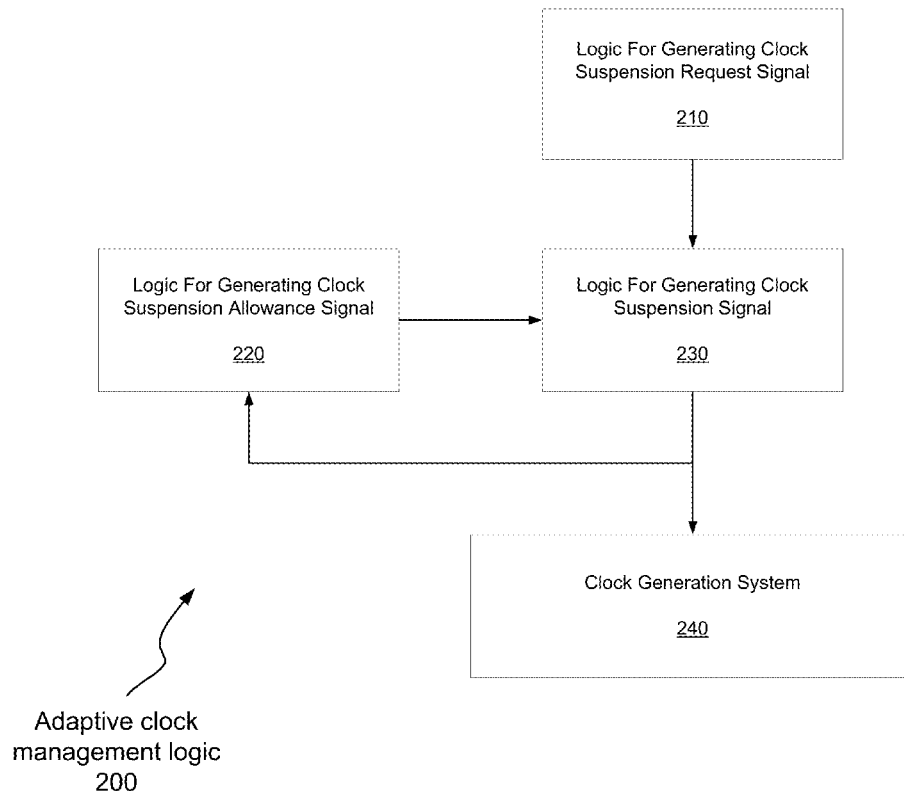 Logic For Generating Clock
Suspension Request Signal
210
Logic For Generating Clock
Suspension Allowance Signal
220
Logic For Generating Clock
Suspension Signal
230
Clock Generation System
240
Adaptive clock
management logic
200